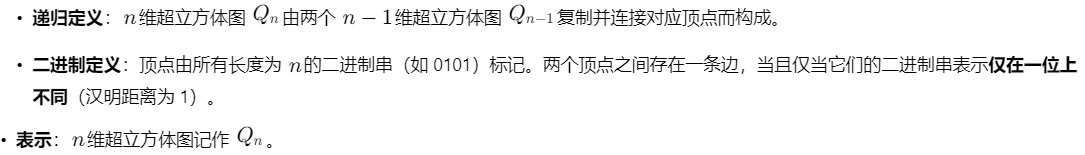 • 递归定义：n维超立方体图 Qₙ由两个 n − 1维超立方体图 Qₙ₋₁复制并连接对应顶点而构成。
• 二进制定义：顶点由所有长度为 n的二进制串（如 0101）标记。两个顶点之间存在一条边，当且仅当它们的二进制串表示仅在一位上
不同（汉明距离为 1）。
• 表示：n维超立方体图记作 Qₙ。